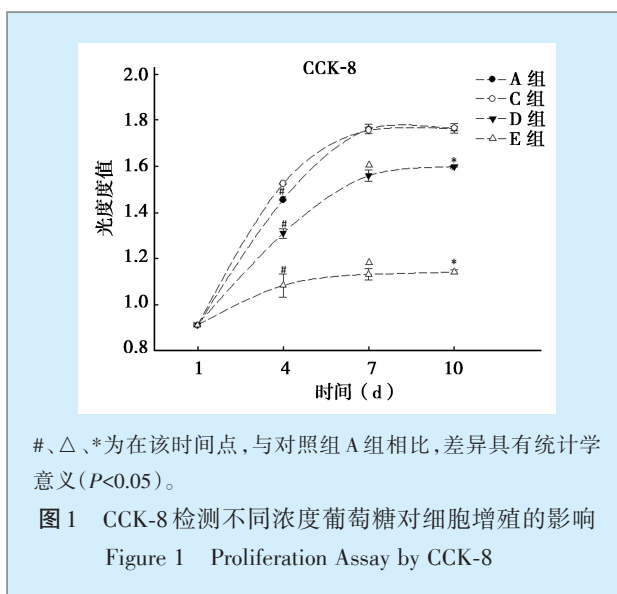 CCK-8
2.0
1.8
1.6
1.4
1.2
1.0
0.8
光度度值
A 组
C 组
D 组
E 组
#
#
#
△
△
*
*
1 4 7 10
时间（d）
#、△、*为在该时间点,与对照组A组相比,差异具有统计学
意义(P<0.05)。
图1 CCK-8检测不同浓度葡萄糖对细胞增殖的影响
Figure 1 Proliferation Assay by CCK-8